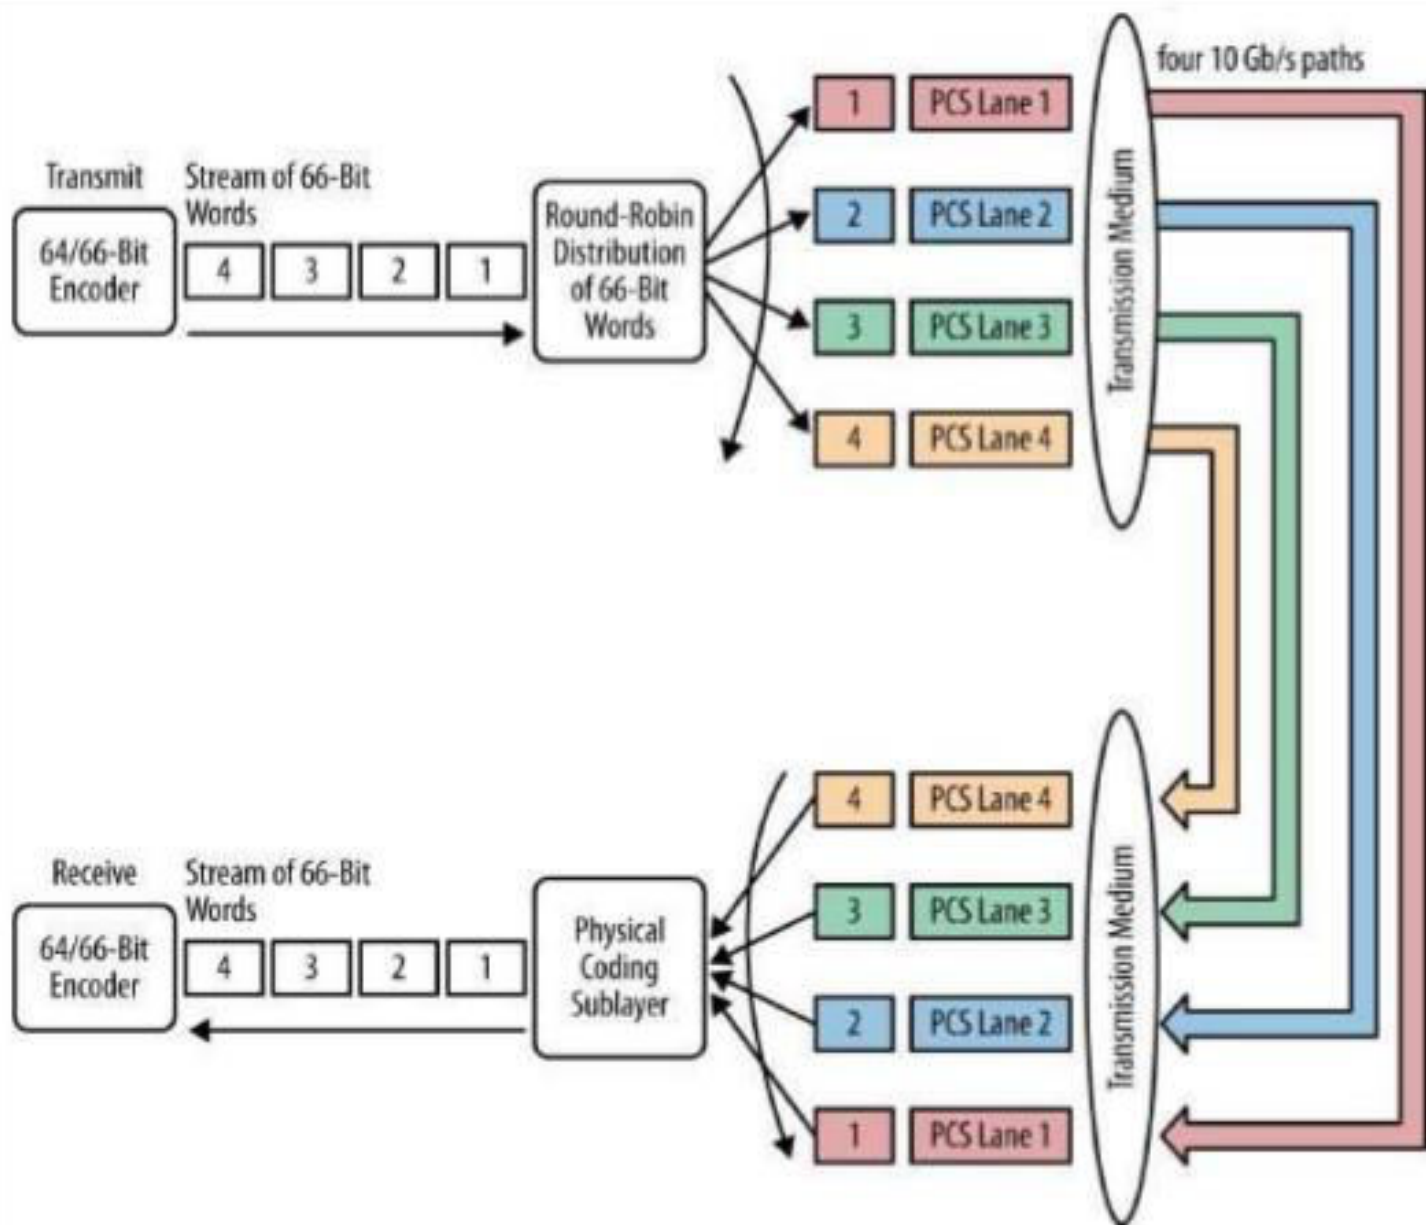 four 10 Gb/s paths
1
PCS Lane 1
Transmit
Stream of 66-Bit
Words
64/66-Bit
Encoder
4
3
2
1
Round-Robin
Distribution
of 66-Bit
Words
2
PCS Lane 2
3
PCS Lane 3
4
PCS Lane 4
Transmission Medium
4
PCS Lane 4
Receive
Stream of 66-Bit
Words
64/66-Bit
Encoder
4
3
2
1
Physical
Coding
Sublayer
3
PCS Lane 3
2
PCS Lane 2
1
PCS Lane 1
Transmission Medium